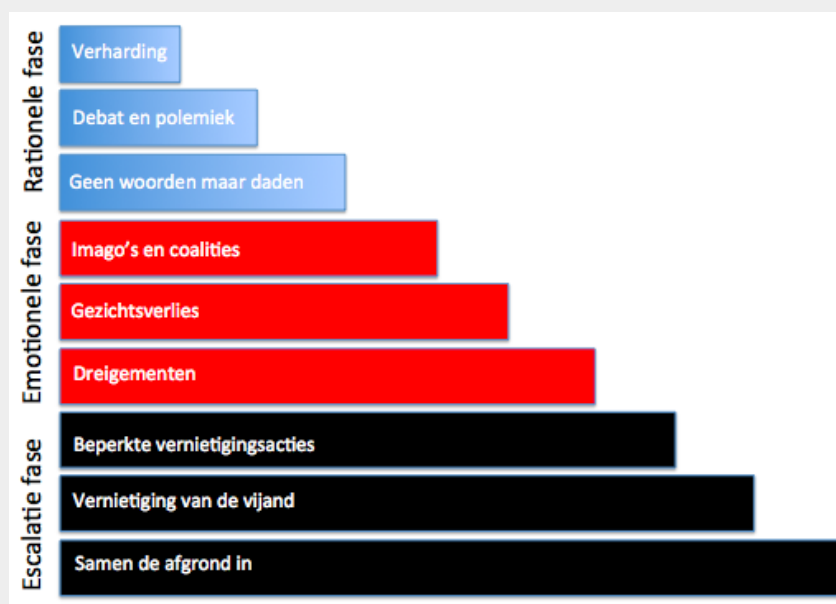 Rationele fase
Verharding
Debat en polemiek
Geen woorden maar daden
Emotionele fase
Imago's en coalities
Gezichtsverlies
Dreigementen
Escalatie fase
Beperkte vernietigingsacties
Vernietiging van de vijand
Samen de afgrond in